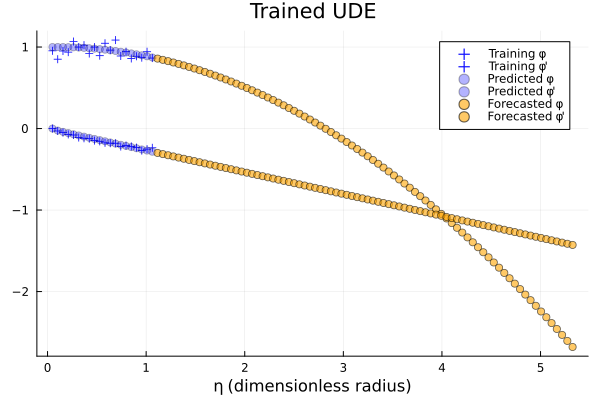 Trained UDE
Training φ
Training φ'
Predicted φ
Predicted φ'
Forecasted φ
Forecasted φ'
1
0
−1
−2
0 1 2 3 4 5
η (dimensionless radius)